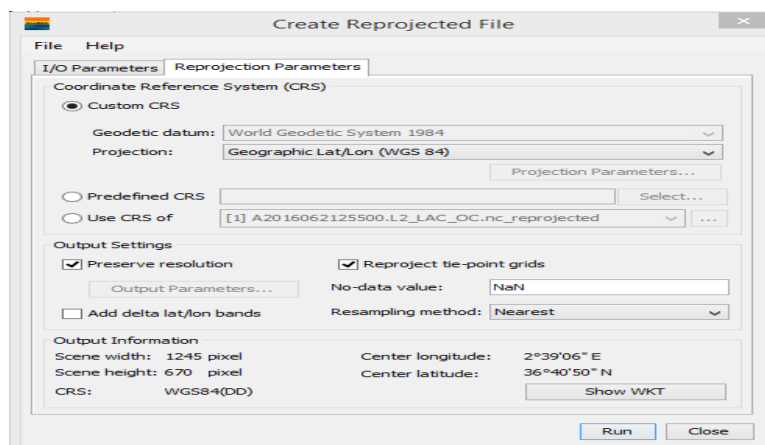 Create Reprojected File
File Help
I/O Parameters Reprojection Parameters
Coordinate Reference System (CRS)
Custom CRS
Geodetic datum: World Geodetic System 1984
Projection: Geographic Lat/Lon (WGS 84)
Projection Parameters...
Predefined CRS Select...
Use CRS of [1] A2016062125500.L2_LAC_OC.nc_reprojected ...
Output Settings
Preserve resolution Reproject tie-point grids
Output Parameters... No-data value: NaN
Add delta lat/lon bands Resampling method: Nearest
Output Information
Scene width: 1245 pixel Center longitude: 2°39'06" E
Scene height: 670 pixel Center latitude: 36°40'50" N
CRS: WGS84(DD) Show WKT
Run Close